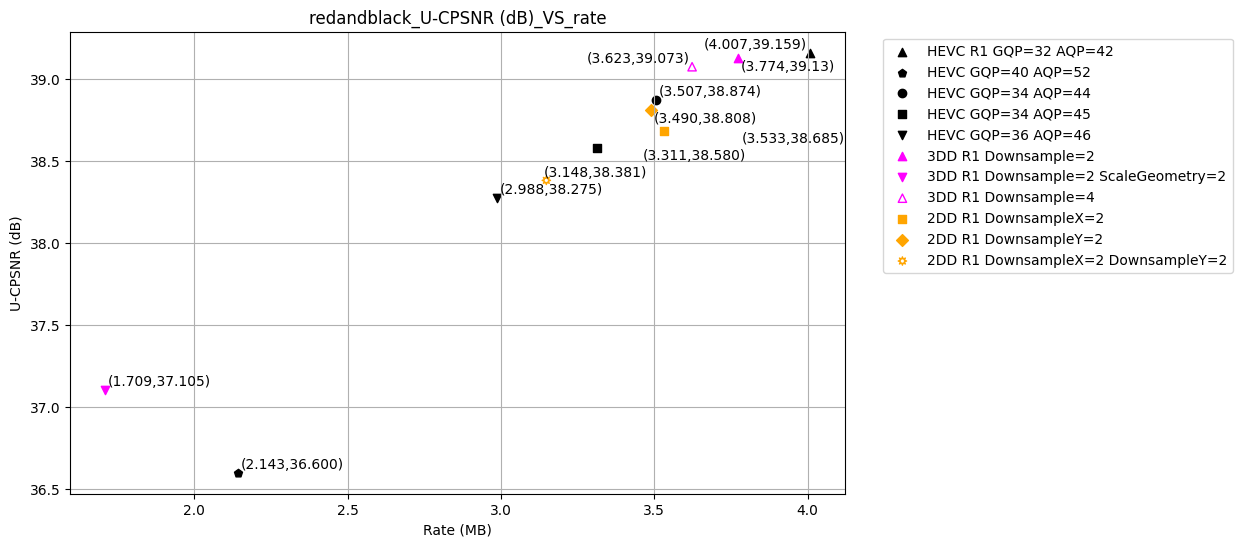 redandblack_U-CPSNR (dB)_VS_rate
(4.007,39.159)
(3.623,39.073)
(3.774,39.13)
39.0
(3.507,38.874)
(3.490,38.808)
(3.533,38.685)
38.5
(3.311,38.580)
(3.148,38.381)
(2.988,38.275)
38.0
U-CPSNR (dB)
37.5
(1.709,37.105)
37.0
(2.143,36.600)
36.5
2.0
2.5
3.0
3.5
4.0
Rate (MB)
HEVC R1 GQP=32 AQP=42
HEVC GQP=40 AQP=52
HEVC GQP=34 AQP=44
HEVC GQP=34 AQP=45
HEVC GQP=36 AQP=46
3DD R1 Downsample=2
3DD R1 Downsample=2 ScaleGeometry=2
3DD R1 Downsample=4
2DD R1 DownsampleX=2
2DD R1 DownsampleY=2
2DD R1 DownsampleX=2 DownsampleY=2